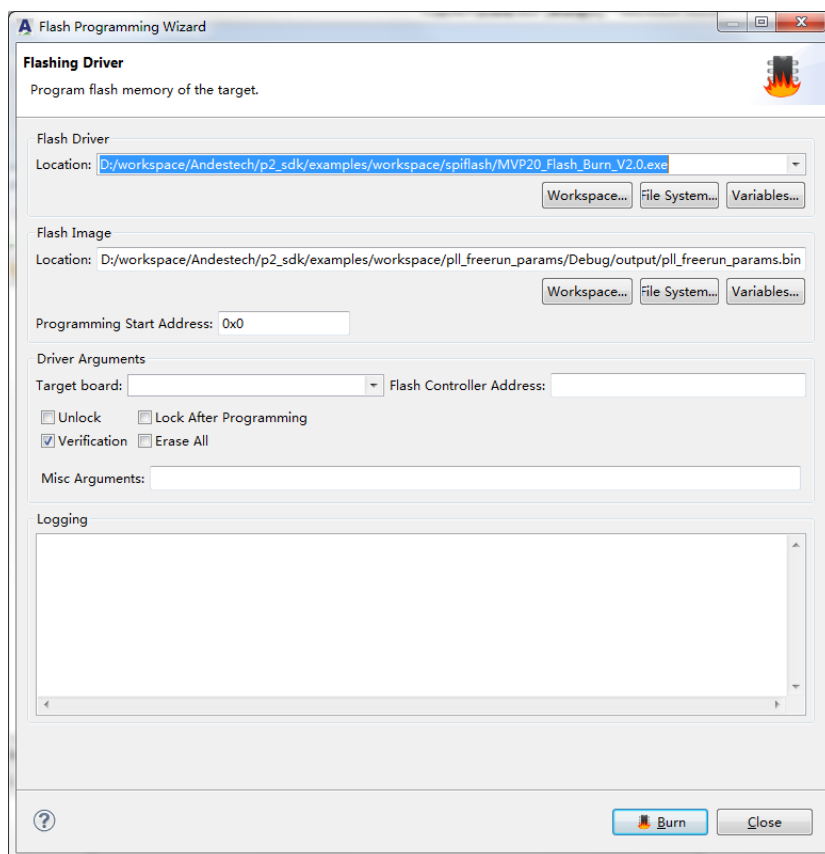 Flash Programming Wizard
Flashing Driver
Program flash memory of the target.
Flash Driver
Location: D:/workspace/Andestech/p2_sdk/examples/workspace/spiflash/MVP20_Flash_Burn_V2.0.exe
Workspace... File System... Variables...
Flash Image
Location: D:/workspace/Andestech/p2_sdk/examples/workspace/pll_freerun_params/Debug/output/pll_freerun_params.bin
Workspace... File System... Variables...
Programming Start Address: 0x0
Driver Arguments
Target board: Flash Controller Address:
Unlock Lock After Programming
Verification Erase All
Misc Arguments:
Logging
Burn Close